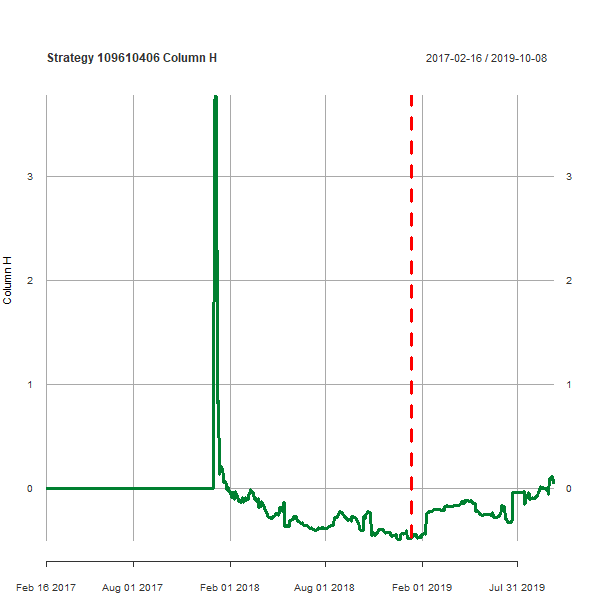 Strategy 109610406 Column H
2017-02-16 / 2019-10-08
Column H
3
3
2
2
1
1
0
0
Feb 16 2017
Aug 01 2017
Feb 01 2018
Aug 01 2018
Feb 01 2019
Jul 31 2019